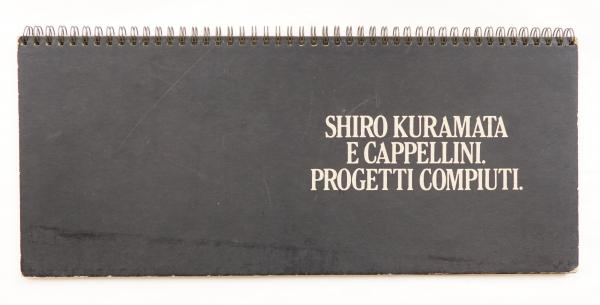 SHIRO KURAMATA
E CAPPELLINI.
PROGETTI COMPIUTI.